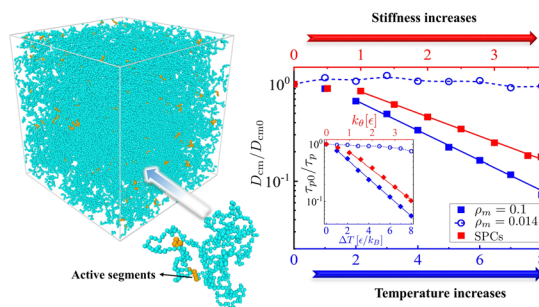 Stiffness increases
0 1 2 3
10⁰
10⁻¹
D_cm/D_cm0
k_θ[ϵ]
0 1 2 3
10⁰
10⁻¹
τ_p0/τ_p
0 2 4 6 8
ΔT [ϵ/k_B]
ρ_m = 0.1
ρ_m = 0.014
SPCs
0 2 4 6
Temperature increases
Active segments